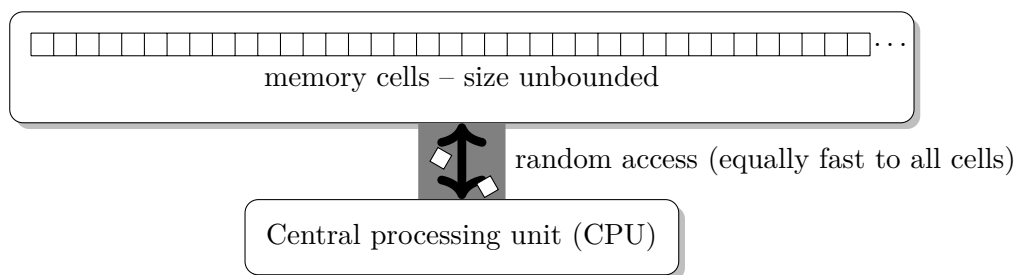 ···
memory cells – size unbounded
random access (equally fast to all cells)
Central processing unit (CPU)